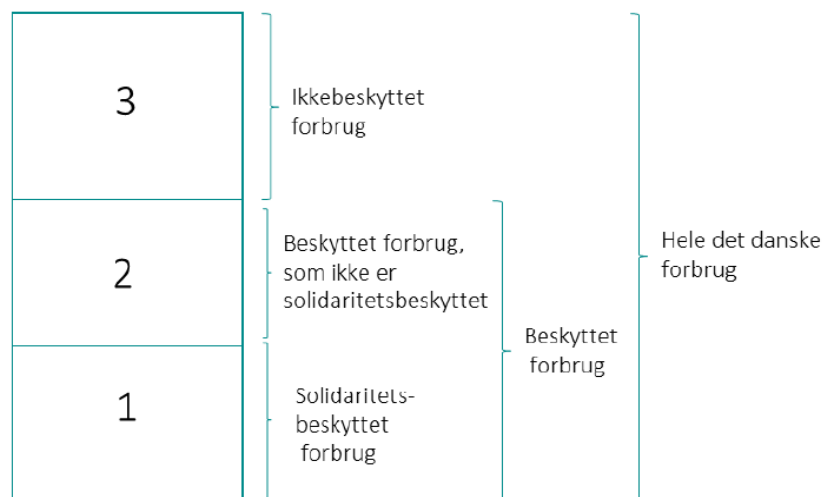 3
Ikkebeskyttet
forbrug
2
Beskyttet forbrug,
som ikke er
solidaritetsbeskyttet
1
Solidaritets-
beskyttet
forbrug
Beskyttet
forbrug
Hele det danske
forbrug